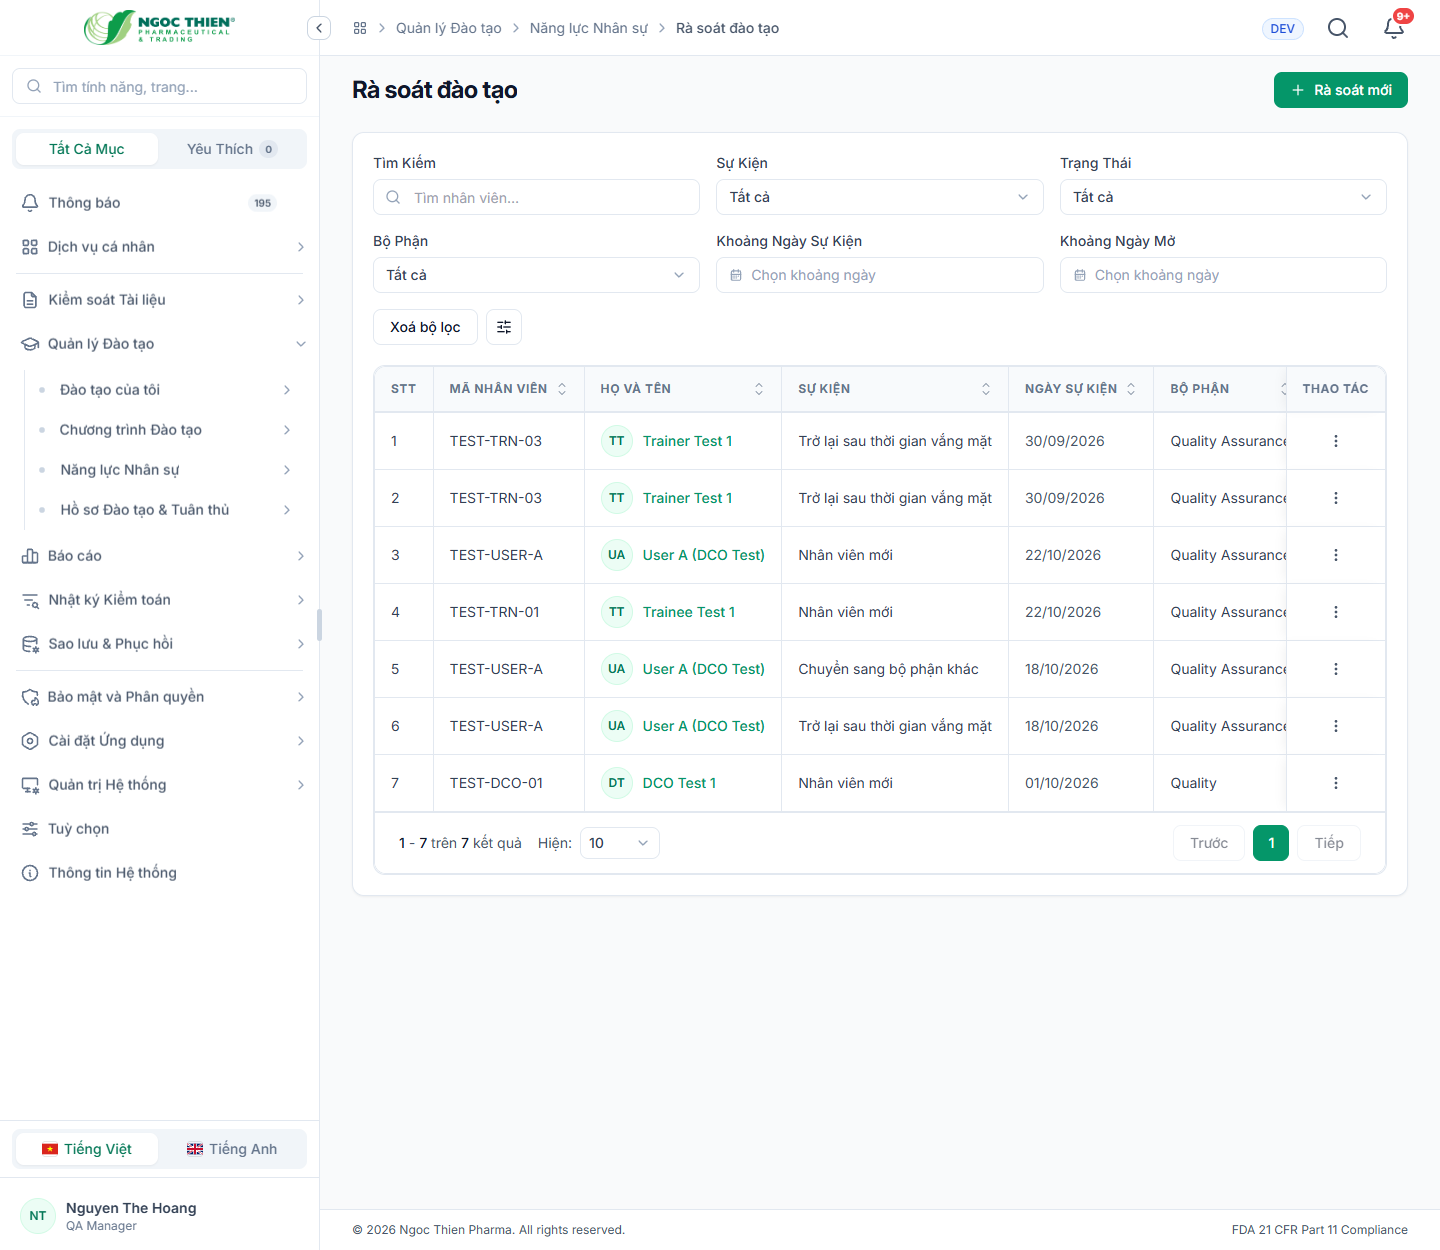 NGOC THIEN®
PHARMACEUTICAL
& TRADING
Tìm tính năng, trang...
Tất Cả Mục
Yêu Thích 0
Thông báo 195
Dịch vụ cá nhân
Kiểm soát Tài liệu
Quản lý Đào tạo
Đào tạo của tôi
Chương trình Đào tạo
Năng lực Nhân sự
Hồ sơ Đào tạo & Tuân thủ
Báo cáo
Nhật ký Kiểm toán
Sao lưu & Phục hồi
Bảo mật và Phân quyền
Cài đặt Ứng dụng
Quản trị Hệ thống
Tuỳ chọn
Thông tin Hệ thống
Tiếng Việt
Tiếng Anh
NT
Nguyen The Hoang
QA Manager
Quản lý Đào tạo > Năng lực Nhân sự > Rà soát đào tạo
DEV
9+
Rà soát đào tạo
Rà soát mới
Tìm Kiếm
Tìm nhân viên...
Sự Kiện
Tất cả
Trạng Thái
Tất cả
Bộ Phận
Tất cả
Khoảng Ngày Sự Kiện
Chọn khoảng ngày
Khoảng Ngày Mở
Chọn khoảng ngày
Xoá bộ lọc
STT MÃ NHÂN VIÊN HỌ VÀ TÊN SỰ KIỆN NGÀY SỰ KIỆN BỘ PHẬN THAO TÁC
1 TEST-TRN-03 TT Trainer Test 1 Trở lại sau thời gian vắng mặt 30/09/2026 Quality Assurance
2 TEST-TRN-03 TT Trainer Test 1 Trở lại sau thời gian vắng mặt 30/09/2026 Quality Assurance
3 TEST-USER-A UA User A (DCO Test) Nhân viên mới 22/10/2026 Quality Assurance
4 TEST-TRN-01 TT Trainee Test 1 Nhân viên mới 22/10/2026 Quality Assurance
5 TEST-USER-A UA User A (DCO Test) Chuyển sang bộ phận khác 18/10/2026 Quality Assurance
6 TEST-USER-A UA User A (DCO Test) Trở lại sau thời gian vắng mặt 18/10/2026 Quality Assurance
7 TEST-DCO-01 DT DCO Test 1 Nhân viên mới 01/10/2026 Quality
1 - 7 trên 7 kết quả Hiện: 10 Trước 1 Tiếp
© 2026 Ngoc Thien Pharma. All rights reserved.
FDA 21 CFR Part 11 Compliance